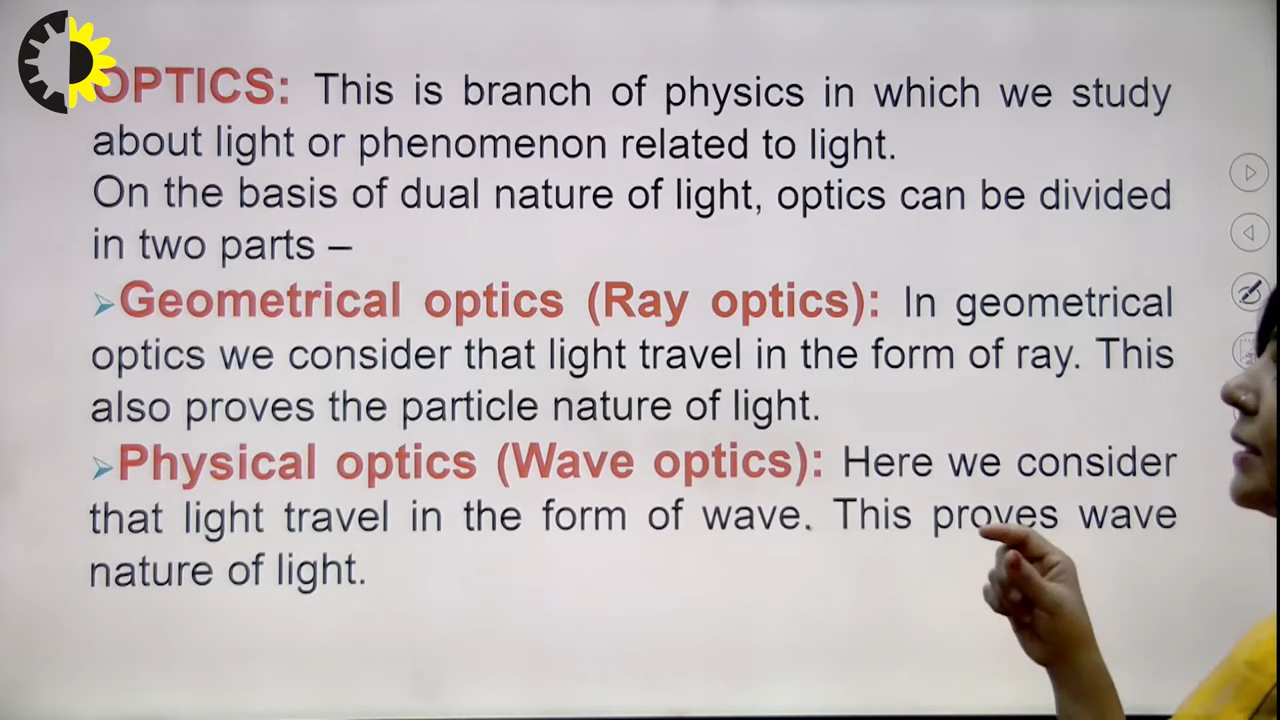 OPTICS: This is branch of physics in which we study
about light or phenomenon related to light.
On the basis of dual nature of light, optics can be divided
in two parts –
➢Geometrical optics (Ray optics): In geometrical
optics we consider that light travel in the form of ray. This
also proves the particle nature of light.
➢Physical optics (Wave optics): Here we consider
that light travel in the form of wave. This proves wave
nature of light.